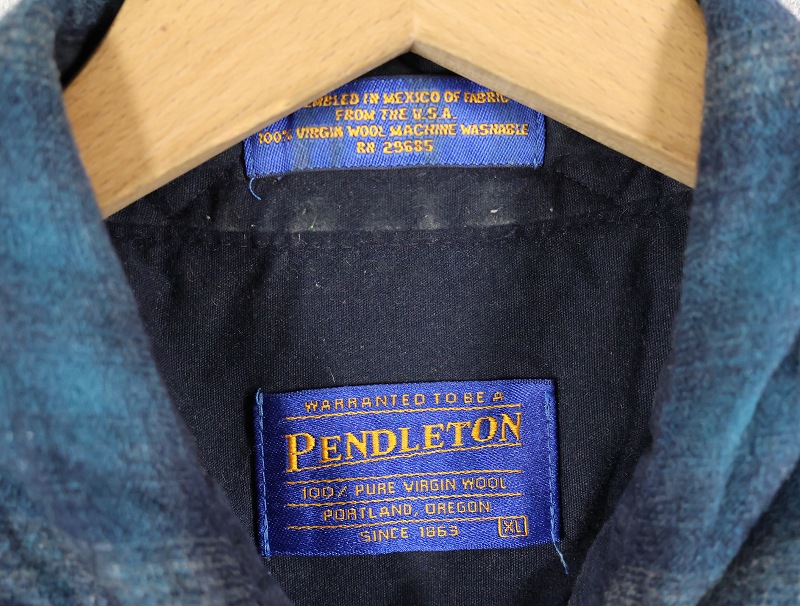 EMBLED IN MEXICO OF FABRIC
FROM THE U.S.A.
100% VIRGIN WOOL MACHINE WASHABLE
RN 29685
WARRANTED TO BE A
PENDLETON
100% PURE VIRGIN WOOL
PORTLAND, OREGON
SINCE 1863 XL